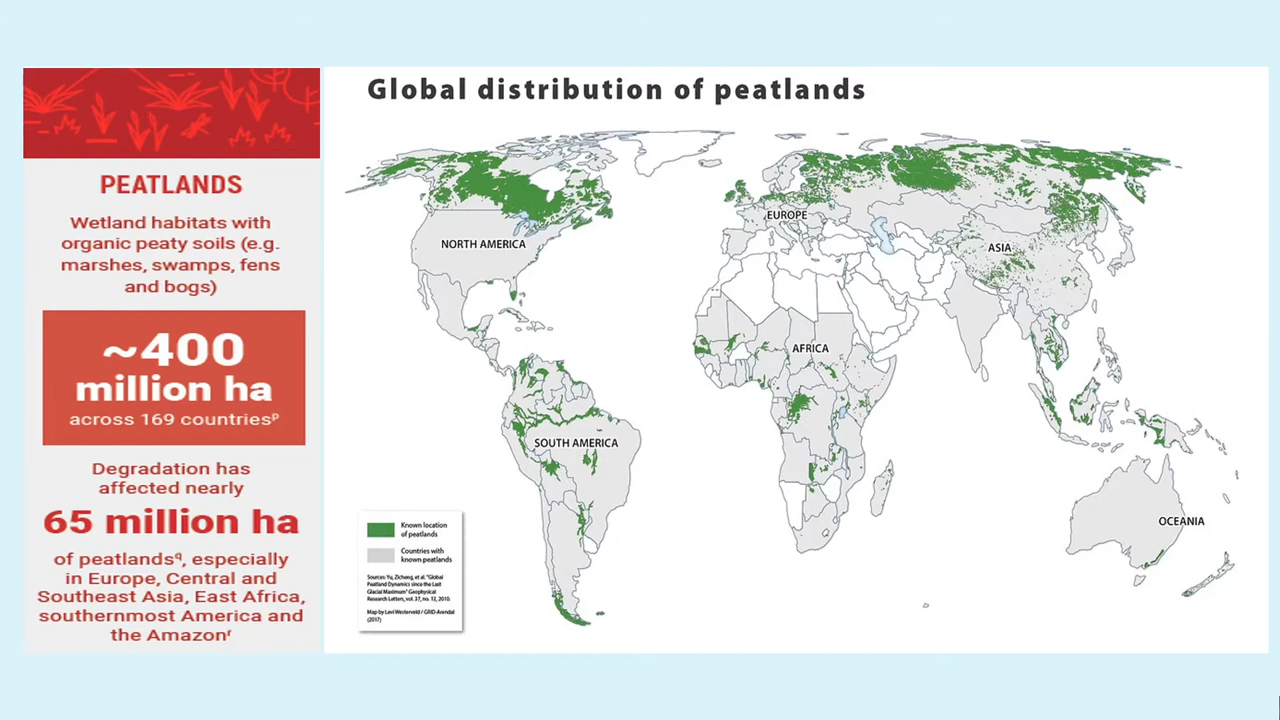 PEATLANDS
Wetland habitats with
organic peaty soils (e.g.
marshes, swamps, fens
and bogs)
~400
million ha
across 169 countriesᵖ
Degradation has
affected nearly
65 million ha
of peatlands𐞥, especially
in Europe, Central and
Southeast Asia, East Africa,
southernmost America and
the Amazonʳ
Global distribution of peatlands
NORTH AMERICA
EUROPE
ASIA
AFRICA
SOUTH AMERICA
OCEANIA
Known location
of peatlands
Countries with
known peatlands
Sources: Yu, Zicheng, et al. "Global
Peatland Dynamics since the Last
Glacial Maximum" Geophysical
Research Letters, vol. 37, no. 13, 2010.
Map by Levi Westerveld / GRID-Arendal
(2017)